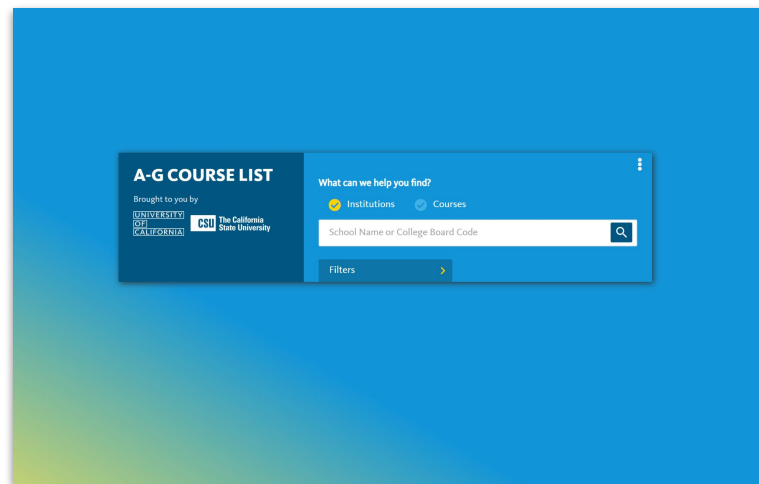 A-G COURSE LIST
Brought to you by
UNIVERSITY
OF
CALIFORNIA
CSU The California
State University
What can we help you find?
Institutions Courses
School Name or College Board Code
Filters